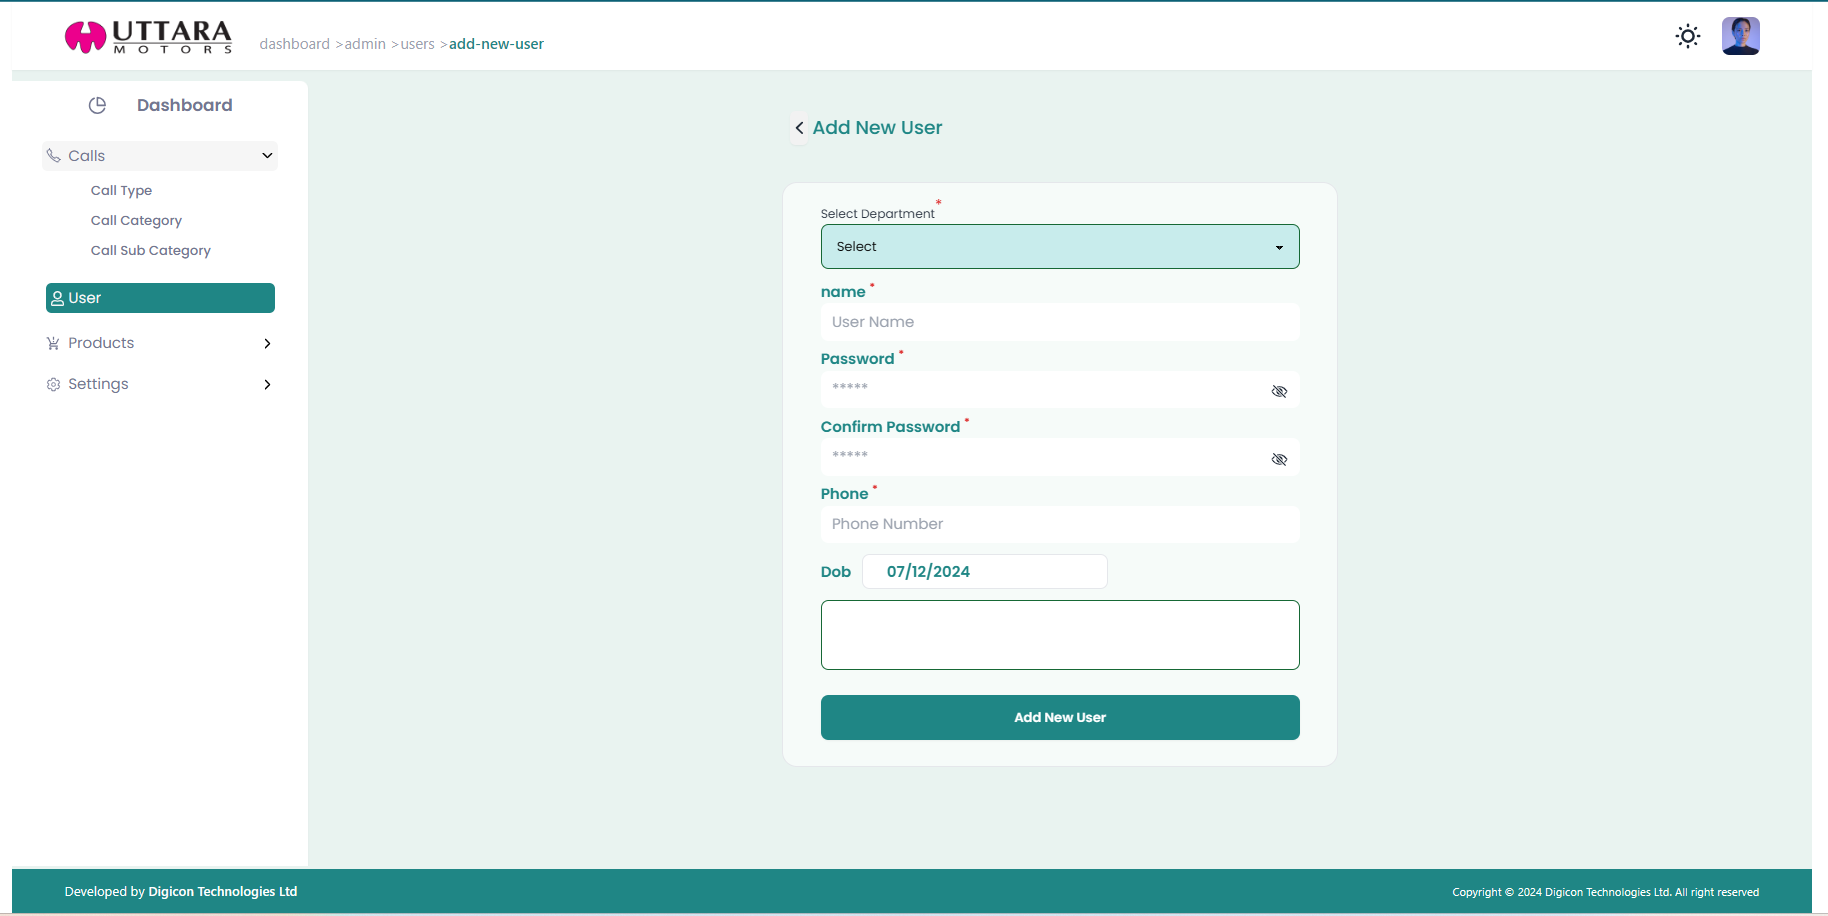 UTTARA
MOTORS
dashboard >admin >users >add-new-user
Dashboard
Calls
Call Type
Call Category
Call Sub Category
User
Products
Settings
Add New User
Select Department*
Select
name *
User Name
Password *
*****
Confirm Password *
*****
Phone *
Phone Number
Dob 07/12/2024
Add New User
Developed by Digicon Technologies Ltd
Copyright © 2024 Digicon Technologies Ltd. All right reserved